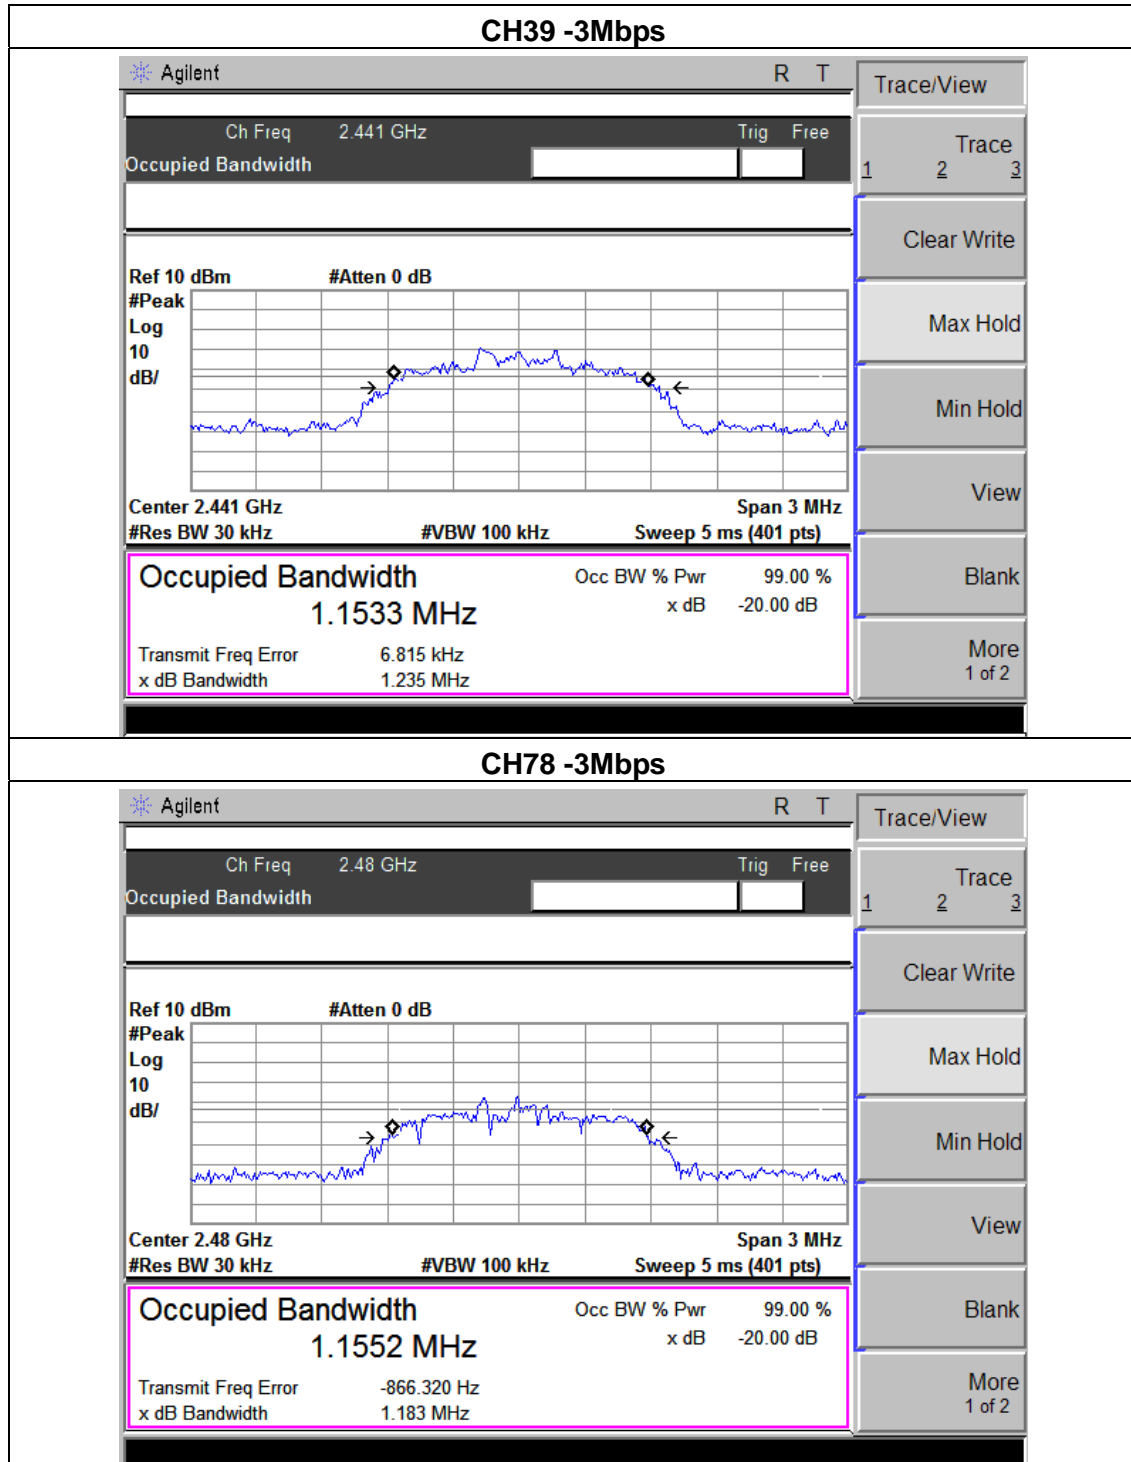 CH39 -3Mbps
Agilent R T
Trace/View
Ch Freq 2.441 GHz Trig Free
Occupied Bandwidth
Trace
1 2 3
Clear Write
Ref 10 dBm #Atten 0 dB
#Peak
Log
10
dB/
Max Hold
Min Hold
View
Center 2.441 GHz Span 3 MHz
#Res BW 30 kHz #VBW 100 kHz Sweep 5 ms (401 pts)
Occupied Bandwidth Occ BW % Pwr 99.00 %
1.1533 MHz x dB -20.00 dB
Transmit Freq Error 6.815 kHz
x dB Bandwidth 1.235 MHz
Blank
More
1 of 2
CH78 -3Mbps
Agilent R T
Trace/View
Ch Freq 2.48 GHz Trig Free
Occupied Bandwidth
Trace
1 2 3
Clear Write
Ref 10 dBm #Atten 0 dB
#Peak
Log
10
dB/
Max Hold
Min Hold
View
Center 2.48 GHz Span 3 MHz
#Res BW 30 kHz #VBW 100 kHz Sweep 5 ms (401 pts)
Occupied Bandwidth Occ BW % Pwr 99.00 %
1.1552 MHz x dB -20.00 dB
Transmit Freq Error -866.320 Hz
x dB Bandwidth 1.183 MHz
Blank
More
1 of 2